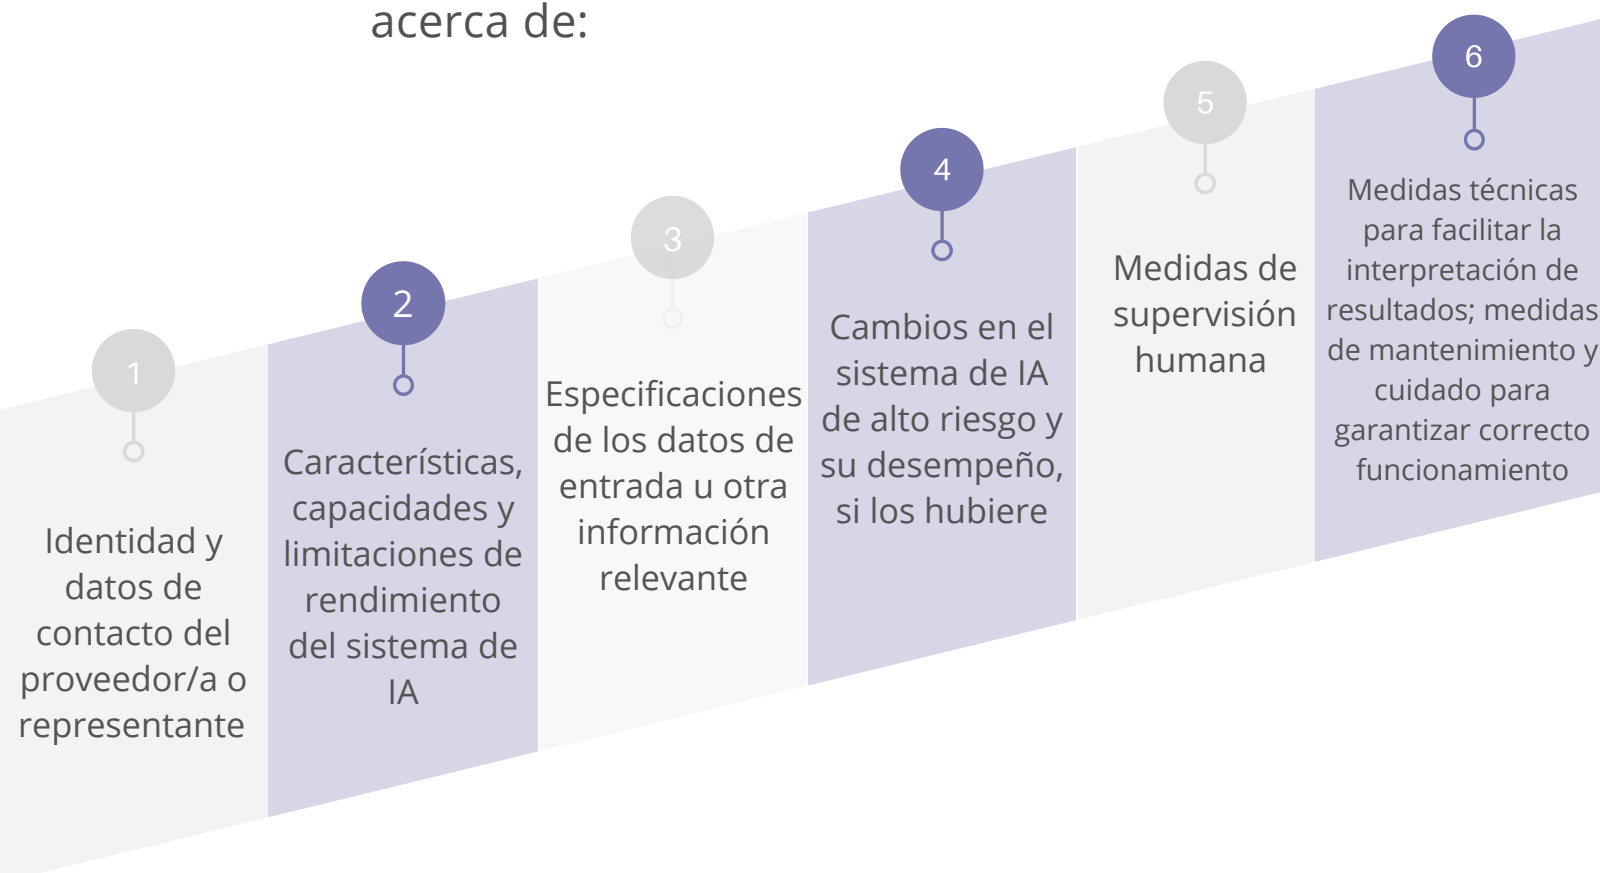 acerca de:
1
Identidad y
datos de
contacto del
proveedor/a o
representante
2
Características,
capacidades y
limitaciones de
rendimiento
del sistema de
IA
3
Especificaciones
de los datos de
entrada u otra
información
relevante
4
Cambios en el
sistema de IA
de alto riesgo y
su desempeño,
si los hubiere
5
Medidas de
supervisión
humana
6
Medidas técnicas
para facilitar la
interpretación de
resultados; medidas
de mantenimiento y
cuidado para
garantizar correcto
funcionamiento